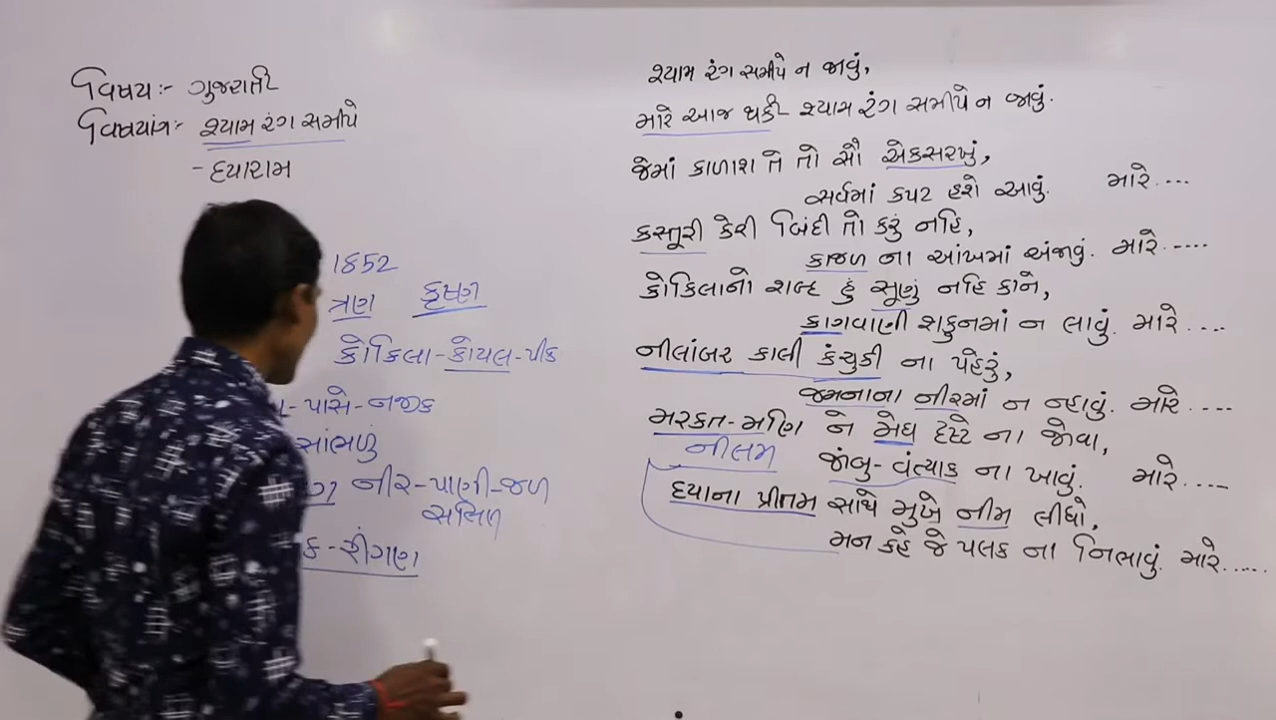 વિષય:- ગુજરાતી
વિષયાંગ:- શ્યામ રંગ સમીપે
- દયારામ
1852
ત્રણ કૃષ્ણ
કોકિલા-કોયલ-પીક
- પાસે-નજીક
સાંભળું
નીર-પાણી-જળ
સલિલ
ક-રીંગણ
શ્યામ રંગ સમીપે ન જાવું,
મારે આજ થકી શ્યામ રંગ સમીપે ન જાવું.
જેમાં કાળાશ તે તો સૌ એકસરખું,
સર્વમાં કપટ હશે આવું. મારે....
કસ્તૂરી કેરી બિંદી તો કરું નહિ,
કાજળ ના આંખમાં અંજાવું. મારે....
કોકિલાનો શબ્દ હું સૂણું નહિ કાને,
કાગવાણી શકુનમાં ન લાવું. મારે....
નીલાંબર કાલી કંચુકી ના પહેરું,
જમનાના નીરમાં ન ન્હાવું. મારે....
મરકત-મણિ ને મેઘ દૃષ્ટે ના જોવા,
નીલમ જાંબુ-વંત્યાક ના ખાવું. મારે....
દયાના પ્રીતમ સાથે મુખે નીમ લીધો,
મન કહે જે પલક ના નિભાવું. મારે.....